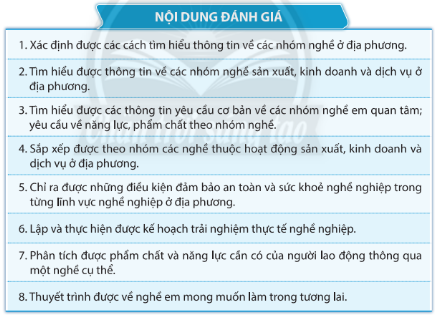 NỘI DUNG ĐÁNH GIÁ
1. Xác định được các cách tìm hiểu thông tin về các nhóm nghề ở địa phương.
2. Tìm hiểu được thông tin về các nhóm nghề sản xuất, kinh doanh và dịch vụ ở
địa phương.
3. Tìm hiểu được các thông tin yêu cầu cơ bản về các nhóm nghề em quan tâm;
yêu cầu về năng lực, phẩm chất theo nhóm nghề.
4. Sắp xếp được theo nhóm các nghề thuộc hoạt động sản xuất, kinh doanh và
dịch vụ ở địa phương.
5. Chỉ ra được những điều kiện đảm bảo an toàn và sức khoẻ nghề nghiệp trong
từng lĩnh vực nghề nghiệp ở địa phương.
6. Lập và thực hiện được kế hoạch trải nghiệm thực tế nghề nghiệp.
7. Phân tích được phẩm chất và năng lực cần có của người lao động thông qua
một nghề cụ thể.
8. Thuyết trình được về nghề em mong muốn làm trong tương lai.